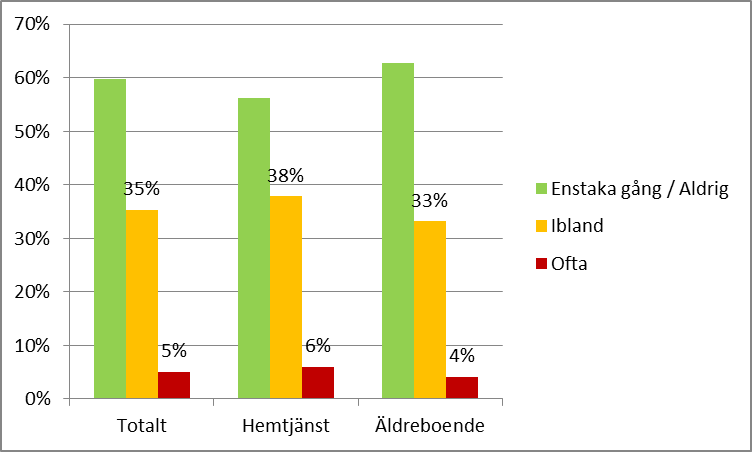 70%
60%
50%
40%
30%
20%
10%
0%
35%
5%
38%
6%
33%
4%
Totalt
Hemtjänst
Äldreboende
Enstaka gång / Aldrig
Ibland
Ofta